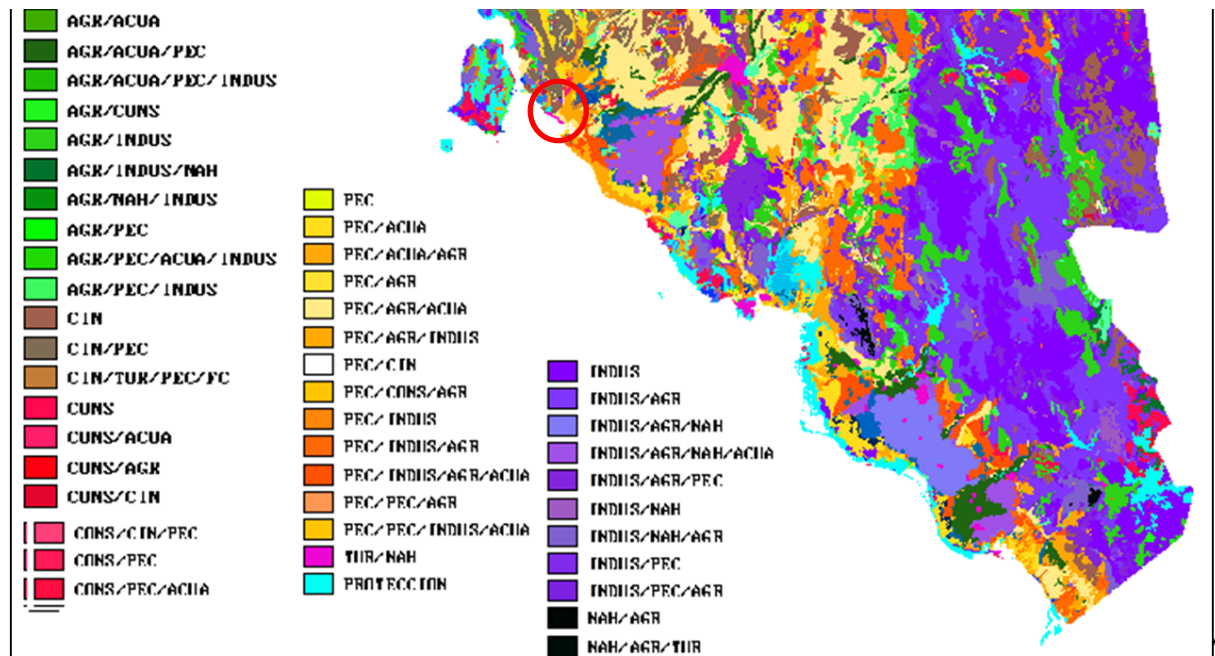 AGR/ACUA
AGR/ACUA/PEC
AGR/ACUA/PEC/INDUS
AGR/CUNS
AGR/INDUS
AGR/INDUS/NAH
AGR/NAH/INDUS
AGR/PEC
AGR/PEC/ACUA/INDUS
AGR/PEC/INDUS
CIN
CIN/PEC
CIN/TUR/PEC/FC
CUNS
CUNS/ACUA
CUNS/AGR
CUNS/CIN
CONS/CIN/PEC
CONS/PEC
CONS/PEC/ACUA
PEC
PEC/ACUA
PEC/ACUA/AGR
PEC/AGR
PEC/AGR/ACUA
PEC/AGR/INDUS
PEC/CIN
PEC/CONS/AGR
PEC/INDUS
PEC/INDUS/AGR
PEC/INDUS/AGR/ACUA
PEC/PEC/AGR
PEC/PEC/INDUS/ACUA
TUR/NAH
PROTECCION
INDUS
INDUS/AGR
INDUS/AGR/NAH
INDUS/AGR/NAH/ACUA
INDUS/AGR/PEC
INDUS/NAH
INDUS/NAH/AGR
INDUS/PEC
INDUS/PEC/AGR
NAH/AGR
NAH/AGR/TUR